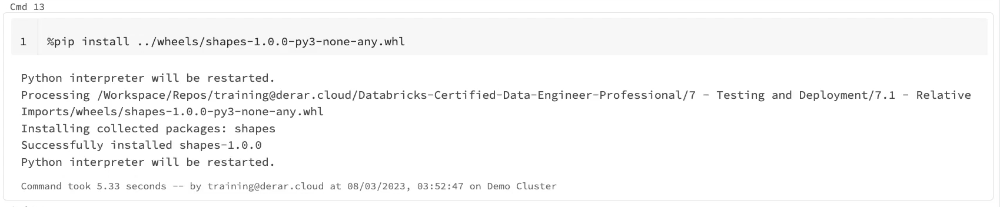 Cmd 13
1 %pip install ../wheels/shapes-1.0.0-py3-none-any.whl
Python interpreter will be restarted.
Processing /Workspace/Repos/training@derar.cloud/Databricks-Certified-Data-Engineer-Professional/7 - Testing and Deployment/7.1 - Relative
Imports/wheels/shapes-1.0.0-py3-none-any.whl
Installing collected packages: shapes
Successfully installed shapes-1.0.0
Python interpreter will be restarted.
Command took 5.33 seconds -- by training@derar.cloud at 08/03/2023, 03:52:47 on Demo Cluster